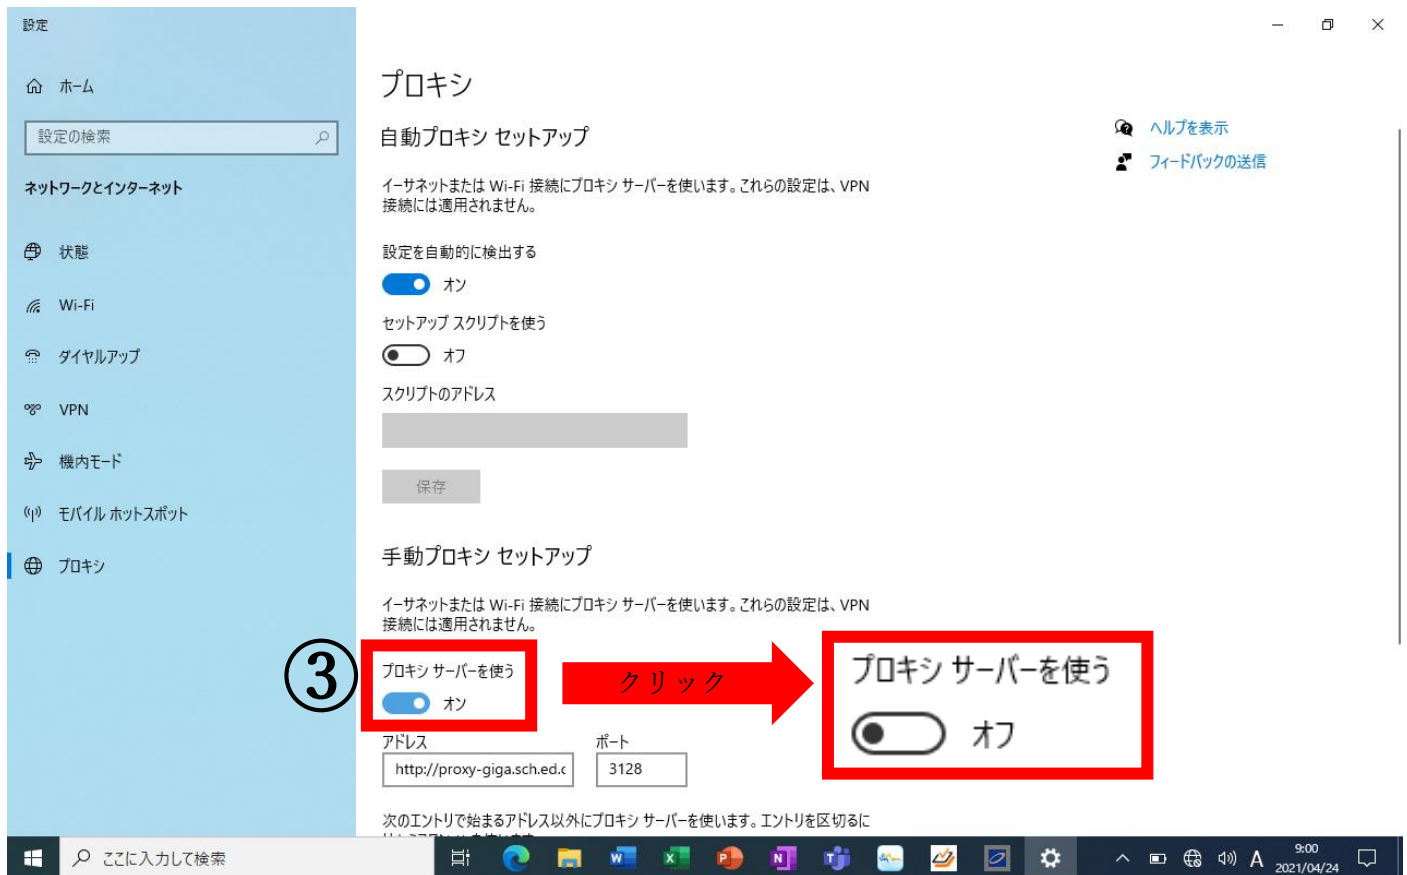 設定
ホーム
設定の検索
ネットワークとインターネット
状態
Wi-Fi
ダイヤルアップ
VPN
機内モード
モバイル ホットスポット
プロキシ
プロキシ
自動プロキシ セットアップ
イーサネットまたは Wi-Fi 接続にプロキシ サーバーを使います。これらの設定は、VPN
接続には適用されません。
設定を自動的に検出する
オン
セットアップ スクリプトを使う
オフ
スクリプトのアドレス
保存
手動プロキシ セットアップ
イーサネットまたは Wi-Fi 接続にプロキシ サーバーを使います。これらの設定は、VPN
接続には適用されません。
③
プロキシ サーバーを使う
オン
クリック
プロキシ サーバーを使う
オフ
アドレス
ポート
http://proxy-giga.sch.ed.c
3128
次のエントリで始まるアドレス以外にプロキシ サーバーを使います。エントリを区切るに
ヘルプを表示
フィードバックの送信
ここに入力して検索
A
9:00
2021/04/24